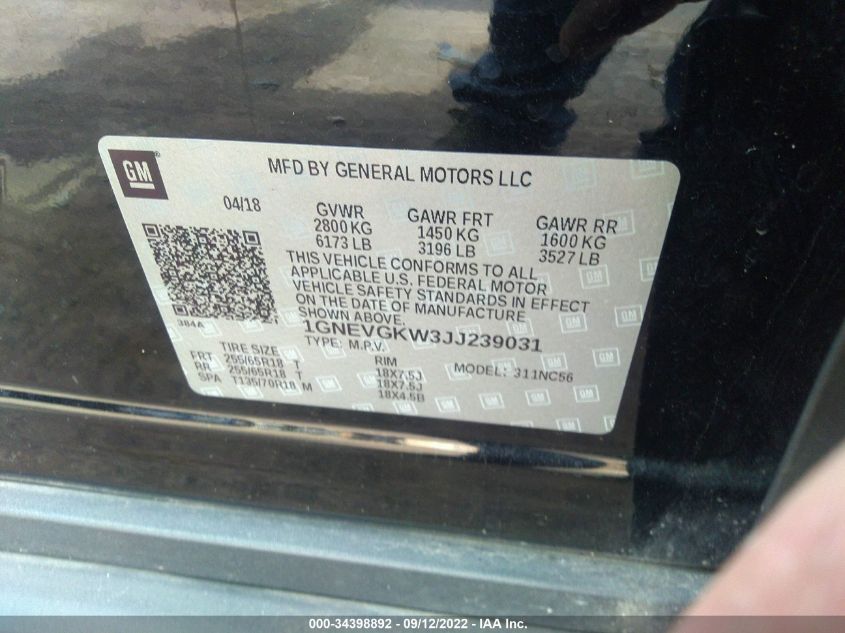 GM
MFD BY GENERAL MOTORS LLC
04/18
GVWR
2800 KG
6173 LB
GAWR FRT
1450 KG
3196 LB
GAWR RR
1600 KG
3527 LB
THIS VEHICLE CONFORMS TO ALL
APPLICABLE U.S. FEDERAL MOTOR
VEHICLE SAFETY STANDARDS IN EFFECT
ON THE DATE OF MANUFACTURE
SHOWN ABOVE.
384A
1GNEVGKW3JJ239031
TYPE: M.P.V.
MODEL: 311NC56
TIRE SIZE RIM
FRT 255/65R18 T 18X7.5J
RR 255/65R18 T 18X7.5J
SPA T135/70R18 M 18X4.5B
000-34398892 - 09/12/2022 - IAA Inc.